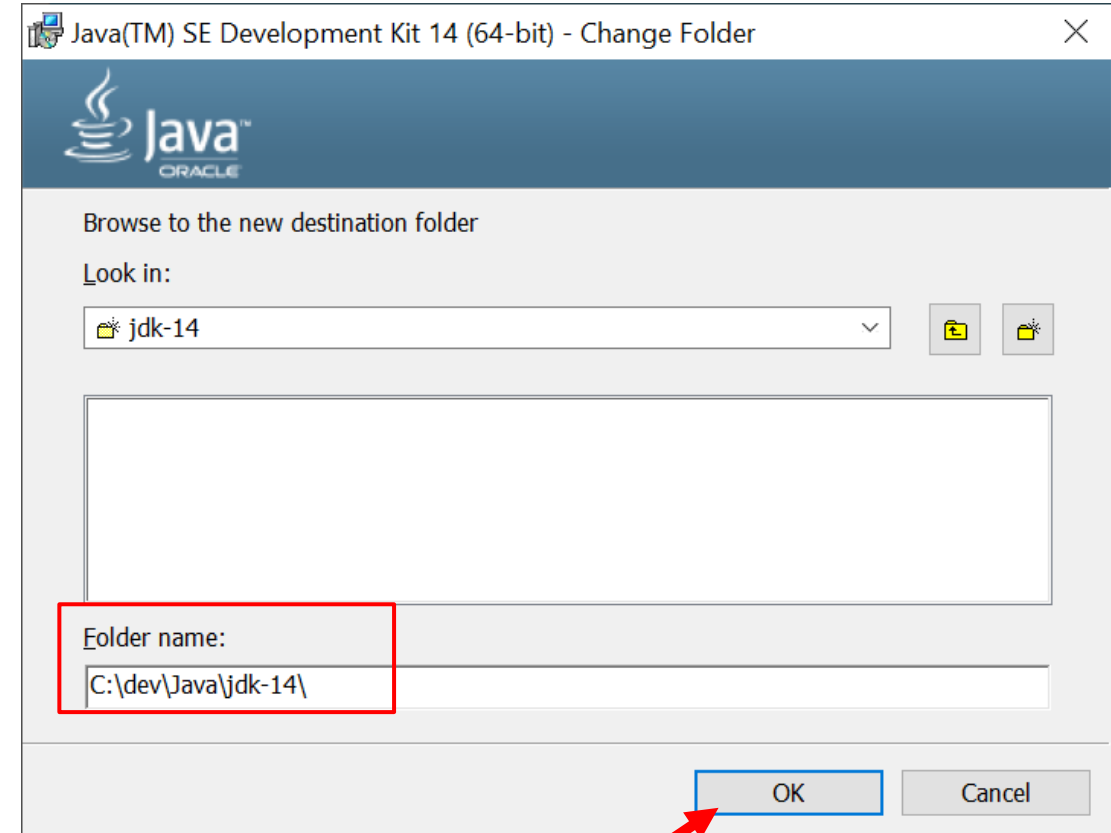 Java(TM) SE Development Kit 14 (64-bit) - Change Folder
Java™
ORACLE
Browse to the new destination folder
Look in:
jdk-14
Folder name:
C:\dev\Java\jdk-14\
OK
Cancel